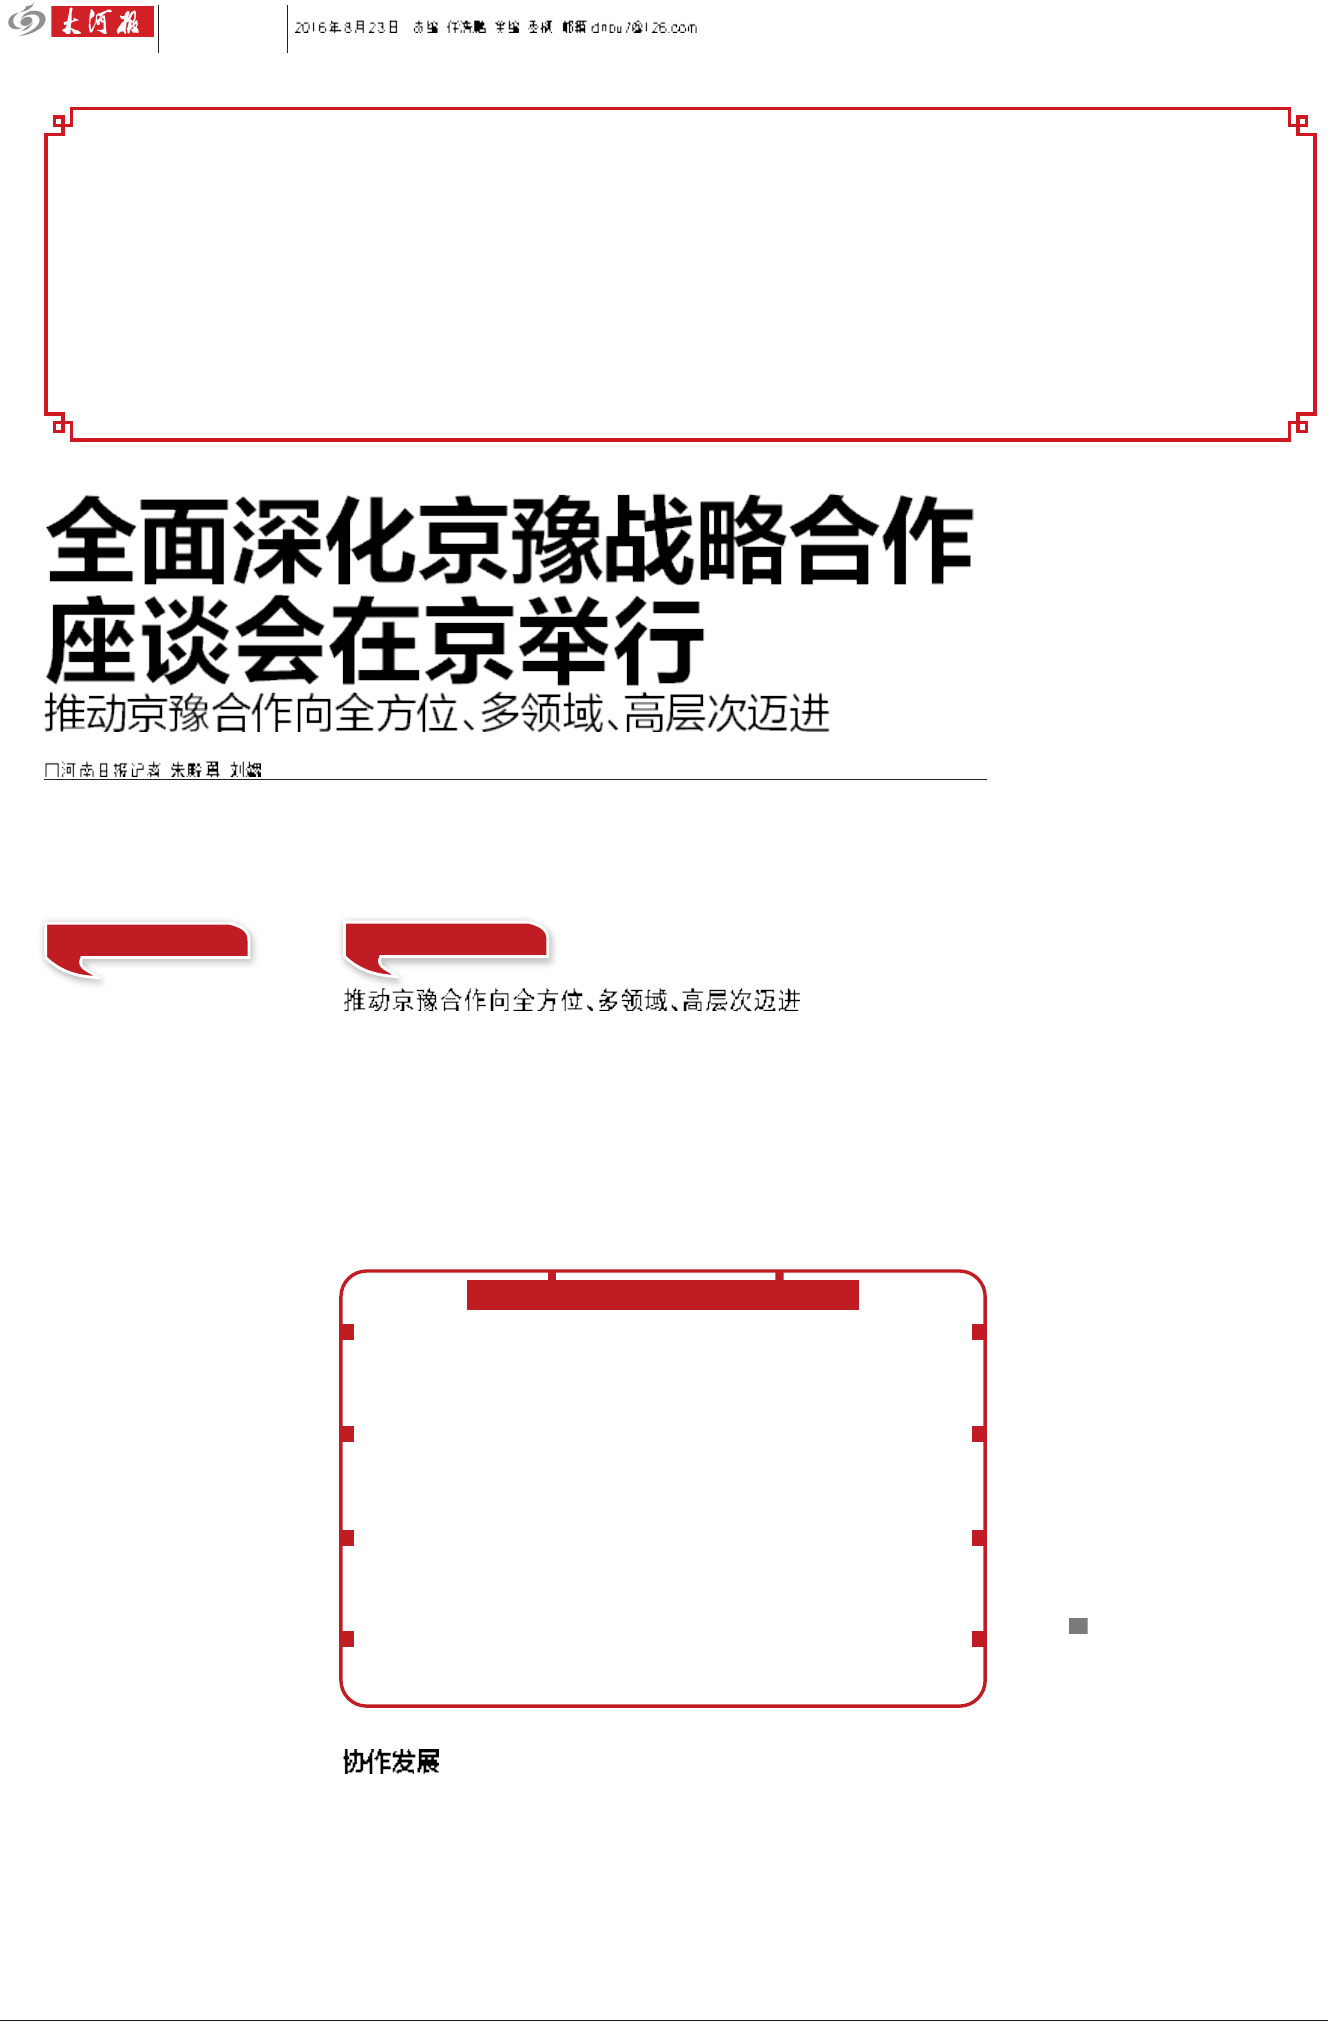 大河报
2016年8月23日 责编 任浩鹏 美编 邮箱 dhbu7@126.com
全面深化京豫战略合作
座谈会在京举行
推动京豫合作向全方位、多领域、高层次迈进
□河南日报记者 朱殿勇 刘嫻
推动京豫合作向全方位、多领域、高层次迈进
协作发展